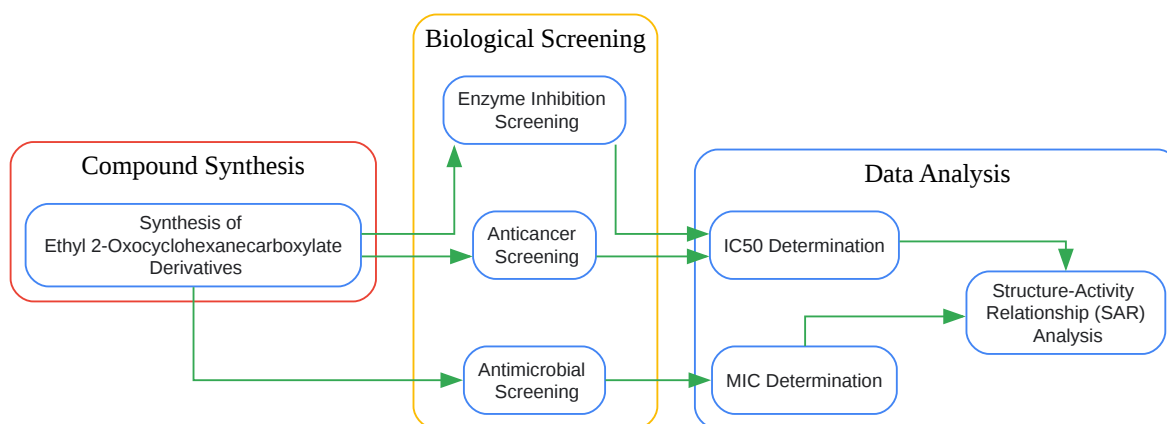 Compound Synthesis
Synthesis of
Ethyl 2-Oxocyclohexanecarboxylate
Derivatives
Biological Screening
Enzyme Inhibition
Screening
Anticancer
Screening
Antimicrobial
Screening
Data Analysis
IC50 Determination
MIC Determination
Structure-Activity
Relationship (SAR)
Analysis